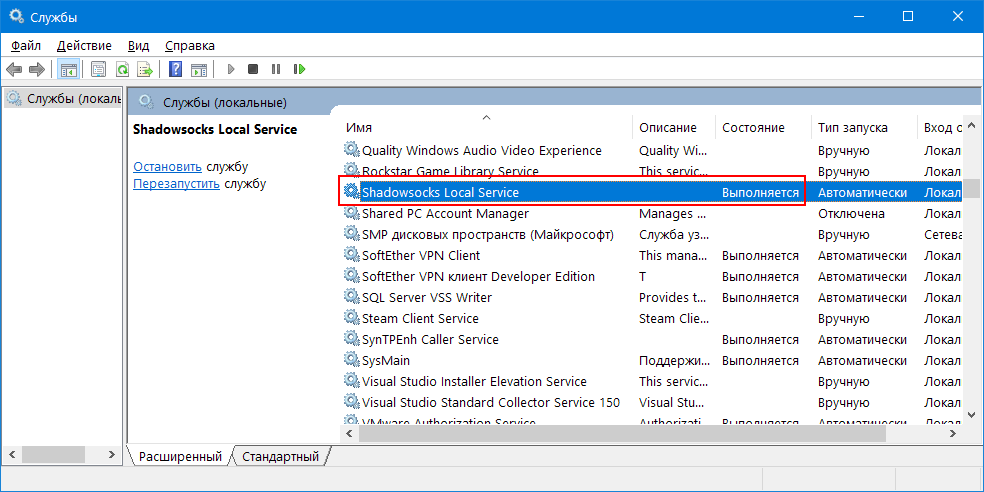 Службы
Файл Действие Вид Справка
Службы (локаль
Службы (локальные)
Shadowsocks Local Service
Остановить службу
Перезапустить службу
Имя Описание Состояние Тип запуска Вход о
Quality Windows Audio Video Experience Quality Wi... Вручную Локал
Rockstar Game Library Service This servic... Вручную Локал
Shadowsocks Local Service Выполняется Автоматически Локал
Shared PC Account Manager Manages ... Отключена Локал
SMP дисковых пространств (Майкрософт) Служба уз... Вручную Сетева
SoftEther VPN Client This mana... Выполняется Автоматически Локал
SoftEther VPN клиент Developer Edition T Выполняется Автоматически Локал
SQL Server VSS Writer Provides t... Выполняется Автоматически Локал
Steam Client Service Steam Clie... Вручную Локал
SynTPEnh Caller Service Выполняется Автоматически Локал
SysMain Поддержи... Выполняется Автоматически Локал
Visual Studio Installer Elevation Service This servic... Вручную Локал
Visual Studio Standard Collector Service 150 Visual Stu... Вручную Локал
VMware Authorization Service Authorizati... Выполняется Автоматически Локал
Расширенный Стандартный